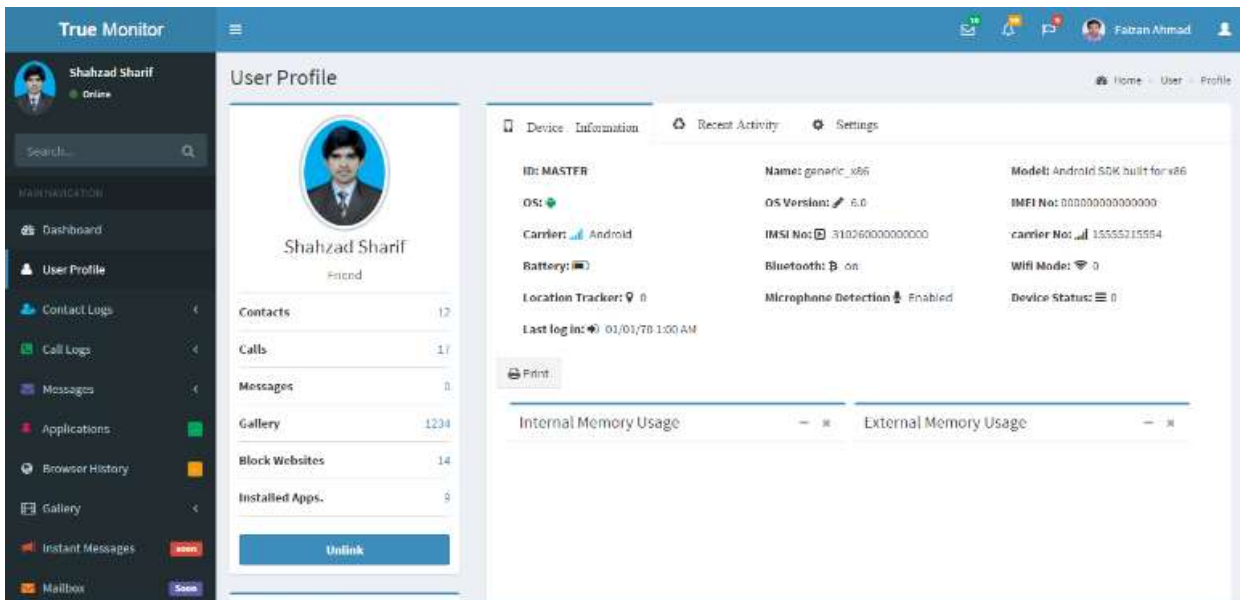 True Monitor
Faizan Ahmad
Shahzad Sharif
Online
Search...
MAIN NAVIGATION
Dashboard
User Profile
Contact Logs
Call Logs
Messages
Applications
Browser History
Gallery
Instant Messages soon
Mailbox Soon
User Profile
Home User Profile
Shahzad Sharif
Friend
Contacts 12
Calls 17
Messages 0
Gallery 1234
Block Websites 14
Installed Apps. 9
Unlink
Device Information Recent Activity Settings
ID: MASTER Name: generic_x86 Model: Android SDK built for x86
OS: OS Version: 6.0 IMEI No: 000000000000000
Carrier: Android IMSI No: 310260000000000 carrier No: 15555215554
Battery: Bluetooth: on Wifi Mode: 0
Location Tracker: 0 Microphone Detection Enabled Device Status: 0
Last log in: 01/01/70 1:00 AM
Print
Internal Memory Usage External Memory Usage